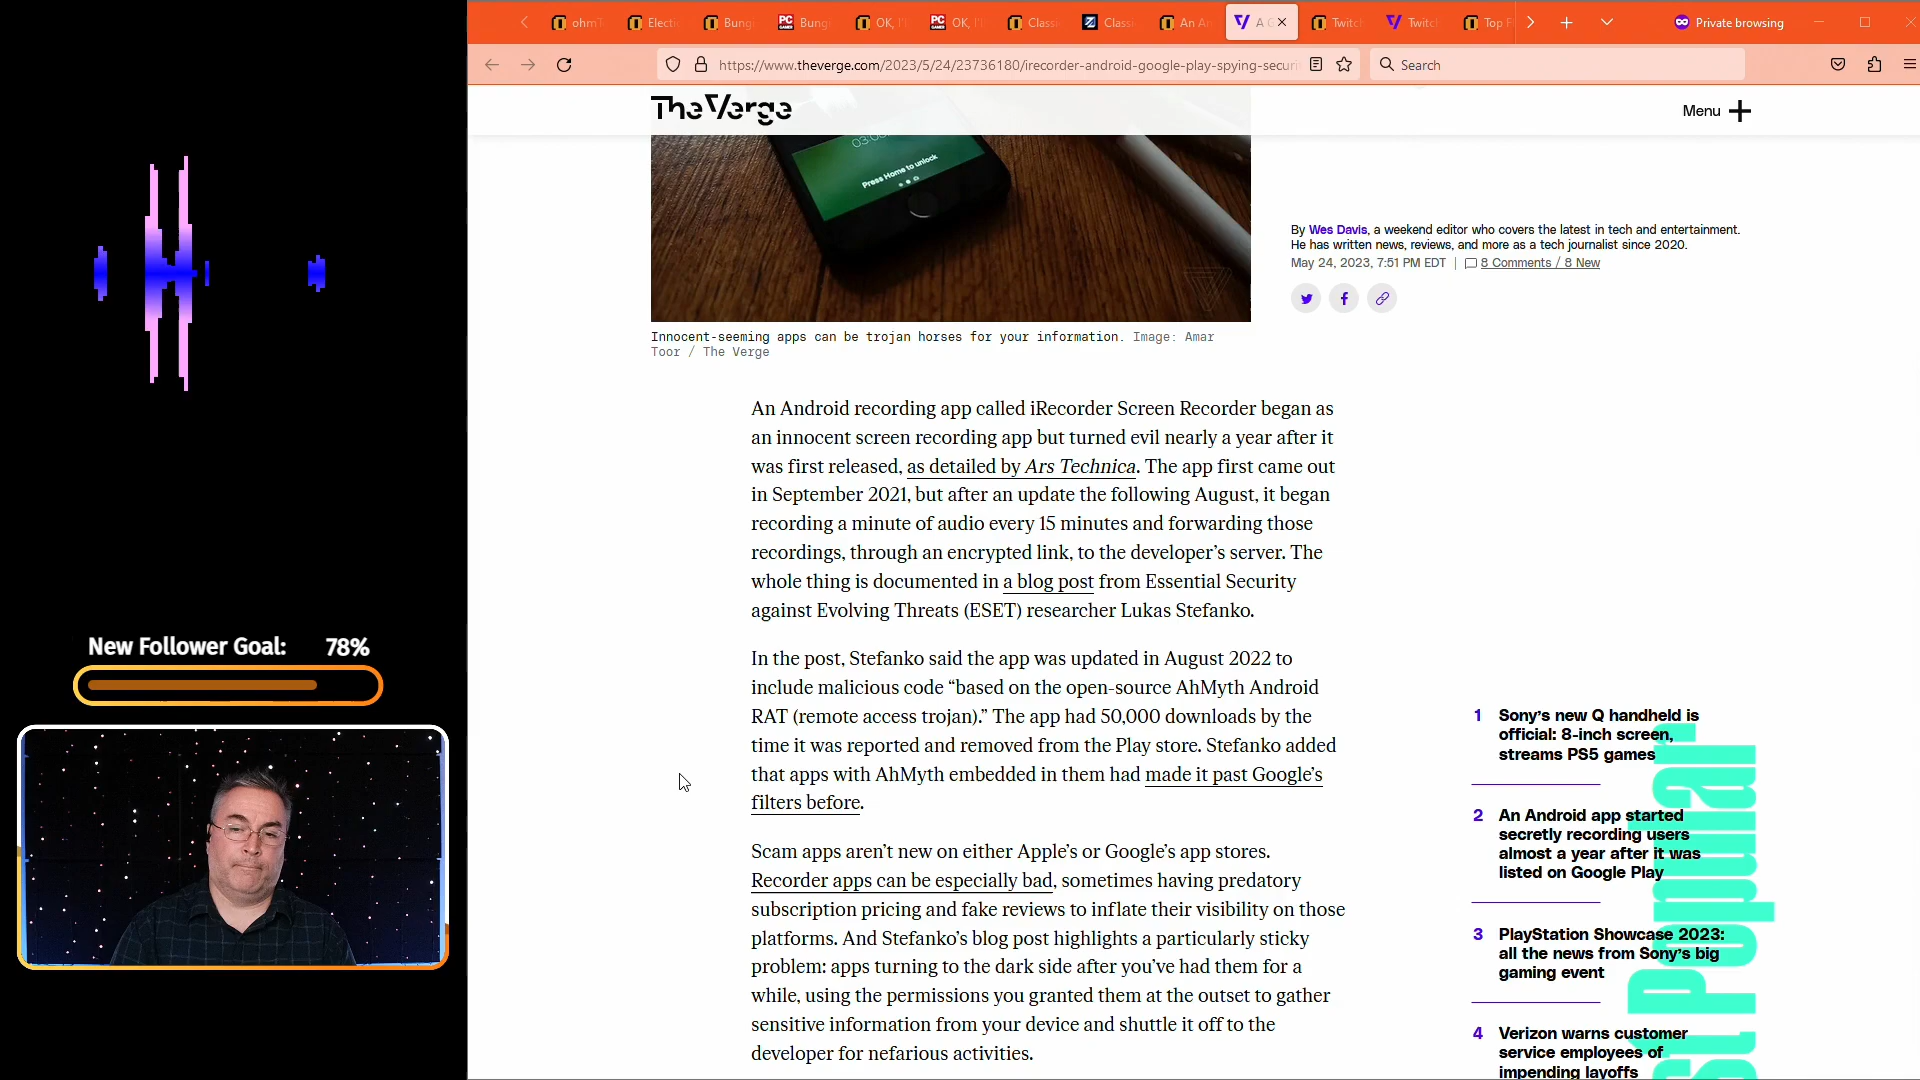 ohmT
Electi
Bungi
Bungi
OK, I'l
OK, I'l
Classi
Classi
An An
A G
Twitc
Twitc
Top P
Private browsing
https://www.theverge.com/2023/5/24/23736180/irecorder-android-google-play-spying-securi
Search
The Verge
Menu
03:00
Press Home to unlock
By Wes Davis, a weekend editor who covers the latest in tech and entertainment.
He has written news, reviews, and more as a tech journalist since 2020.
May 24, 2023, 7:51 PM EDT | 8 Comments / 8 New
Innocent-seeming apps can be trojan horses for your information. Image: Amar
Toor / The Verge
An Android recording app called iRecorder Screen Recorder began as
an innocent screen recording app but turned evil nearly a year after it
was first released, as detailed by Ars Technica. The app first came out
in September 2021, but after an update the following August, it began
recording a minute of audio every 15 minutes and forwarding those
recordings, through an encrypted link, to the developer’s server. The
whole thing is documented in a blog post from Essential Security
against Evolving Threats (ESET) researcher Lukas Stefanko.
In the post, Stefanko said the app was updated in August 2022 to
include malicious code “based on the open-source AhMyth Android
RAT (remote access trojan).” The app had 50,000 downloads by the
time it was reported and removed from the Play store. Stefanko added
that apps with AhMyth embedded in them had made it past Google’s
filters before.
Scam apps aren’t new on either Apple’s or Google’s app stores.
Recorder apps can be especially bad, sometimes having predatory
subscription pricing and fake reviews to inflate their visibility on those
platforms. And Stefanko’s blog post highlights a particularly sticky
problem: apps turning to the dark side after you’ve had them for a
while, using the permissions you granted them at the outset to gather
sensitive information from your device and shuttle it off to the
developer for nefarious activities.
1 Sony’s new Q handheld is
official: 8-inch screen,
streams PS5 games
2 An Android app started
secretly recording users
almost a year after it was
listed on Google Play
3 PlayStation Showcase 2023:
all the news from Sony’s big
gaming event
4 Verizon warns customer
service employees of
impending layoffs
st Popular
New Follower Goal: 78%